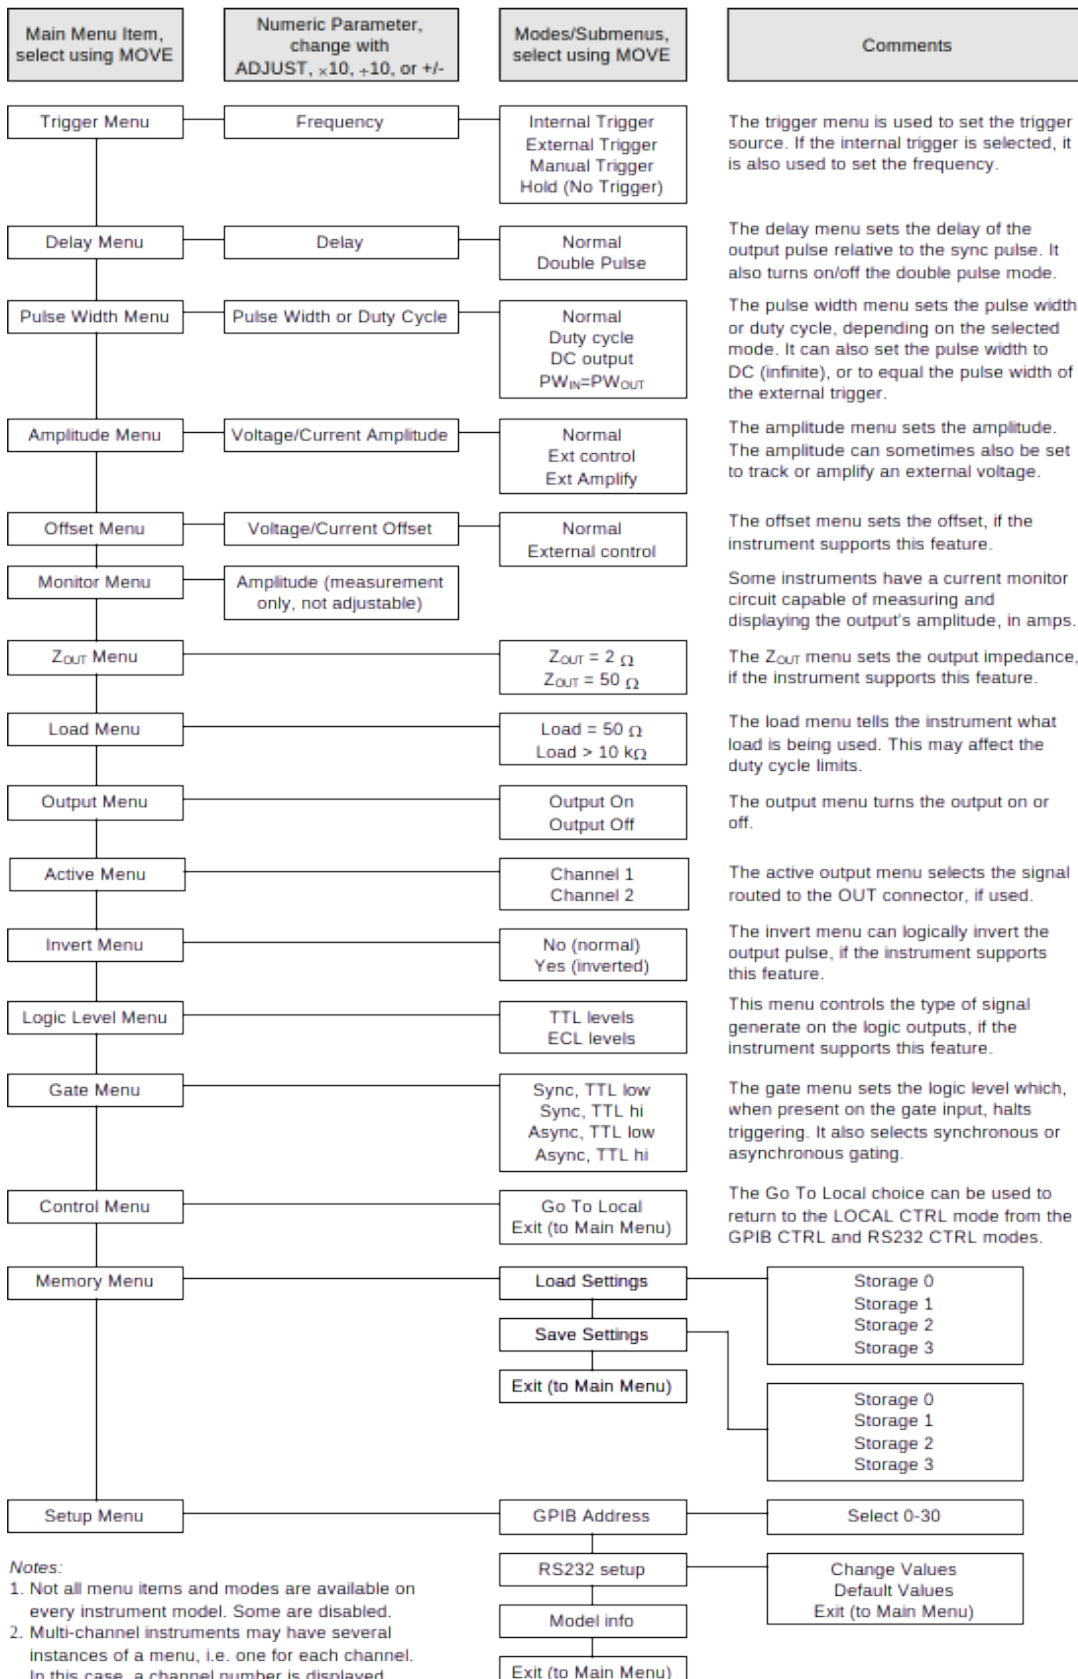 Main Menu Item,
select using MOVE
Numeric Parameter,
change with
ADJUST, x10, ÷10, or +/-
Modes/Submenus,
select using MOVE
Comments
Trigger Menu
Frequency
Internal Trigger
External Trigger
Manual Trigger
Hold (No Trigger)
The trigger menu is used to set the trigger
source. If the internal trigger is selected, it
is also used to set the frequency.
Delay Menu
Delay
Normal
Double Pulse
The delay menu sets the delay of the
output pulse relative to the sync pulse. It
also turns on/off the double pulse mode.
Pulse Width Menu
Pulse Width or Duty Cycle
Normal
Duty cycle
DC output
PWIN=PWOUT
The pulse width menu sets the pulse width
or duty cycle, depending on the selected
mode. It can also set the pulse width to
DC (infinite), or to equal the pulse width of
the external trigger.
Amplitude Menu
Voltage/Current Amplitude
Normal
Ext control
Ext Amplify
The amplitude menu sets the amplitude.
The amplitude can sometimes also be set
to track or amplify an external voltage.
Offset Menu
Voltage/Current Offset
Normal
External control
The offset menu sets the offset, if the
instrument supports this feature.
Monitor Menu
Amplitude (measurement
only, not adjustable)
Some instruments have a current monitor
circuit capable of measuring and
displaying the output's amplitude, in amps.
ZOUT Menu
ZOUT = 2 Ω
ZOUT = 50 Ω
The ZOUT menu sets the output impedance,
if the instrument supports this feature.
Load Menu
Load = 50 Ω
Load > 10 kΩ
The load menu tells the instrument what
load is being used. This may affect the
duty cycle limits.
Output Menu
Output On
Output Off
The output menu turns the output on or
off.
Active Menu
Channel 1
Channel 2
The active output menu selects the signal
routed to the OUT connector, if used.
Invert Menu
No (normal)
Yes (inverted)
The invert menu can logically invert the
output pulse, if the instrument supports
this feature.
Logic Level Menu
TTL levels
ECL levels
This menu controls the type of signal
generate on the logic outputs, if the
instrument supports this feature.
Gate Menu
Sync, TTL low
Sync, TTL hi
Async, TTL low
Async, TTL hi
The gate menu sets the logic level which,
when present on the gate input, halts
triggering. It also selects synchronous or
asynchronous gating.
Control Menu
Go To Local
Exit (to Main Menu)
The Go To Local choice can be used to
return to the LOCAL CTRL mode from the
GPIB CTRL and RS232 CTRL modes.
Memory Menu
Load Settings
Storage 0
Storage 1
Storage 2
Storage 3
Save Settings
Exit (to Main Menu)
Storage 0
Storage 1
Storage 2
Storage 3
Setup Menu
GPIB Address
Select 0-30
RS232 setup
Change Values
Default Values
Exit (to Main Menu)
Model info
Exit (to Main Menu)
Notes:
1. Not all menu items and modes are available on
every instrument model. Some are disabled.
2. Multi-channel instruments may have several
instances of a menu, i.e. one for each channel.
In this case, a channel number is displayed